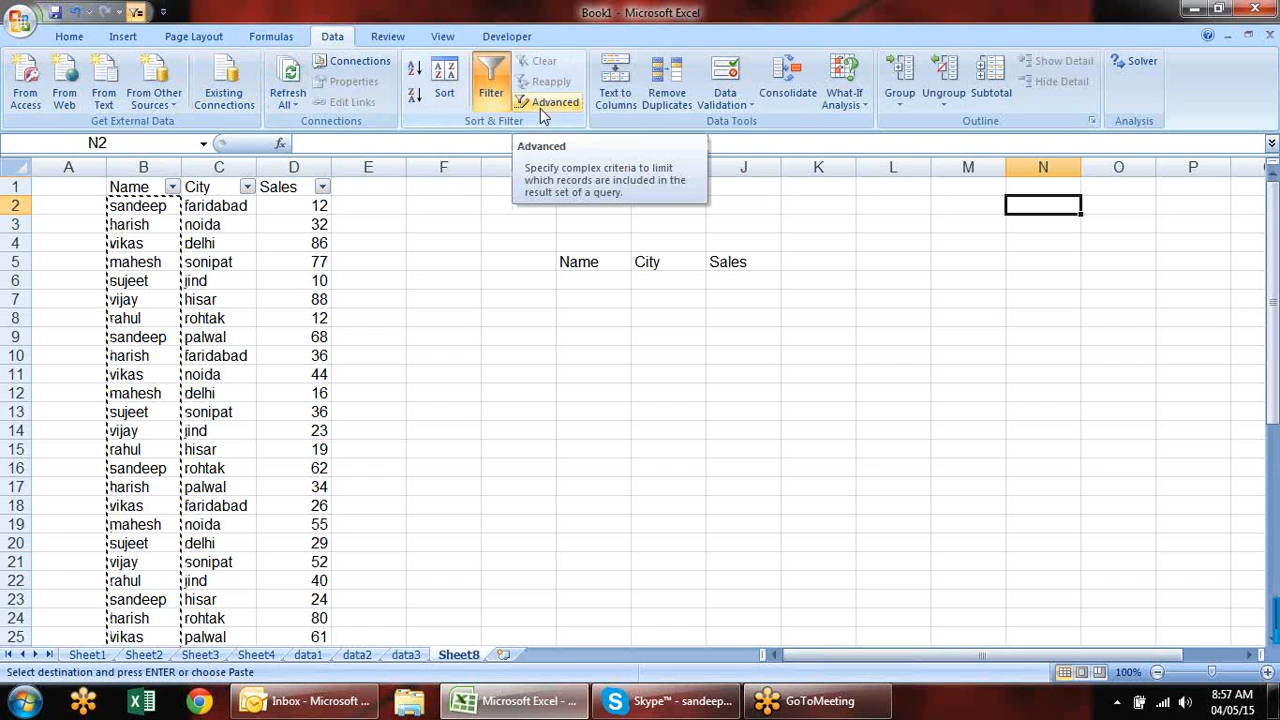 Book1 - Microsoft Excel
Home Insert Page Layout Formulas Data Review View Developer
From Access
From Web
From Text
From Other Sources
Existing Connections
Get External Data
Refresh All
Connections
Properties
Edit Links
Connections
Sort
Filter
Clear
Reapply
Advanced
Sort & Filter
Text to Columns
Remove Duplicates
Data Validation
Consolidate
What-If Analysis
Data Tools
Group
Ungroup
Subtotal
Show Detail
Hide Detail
Outline
Solver
Analysis
N2 fx
Advanced
Specify complex criteria to limit
which records are included in the
result set of a query.
A B C D E F J K L M N O P
1 Name City Sales
2 sandeep faridabad 12
3 harish noida 32
4 vikas delhi 86
5 mahesh sonipat 77 Name City Sales
6 sujeet jind 10
7 vijay hisar 88
8 rahul rohtak 12
9 sandeep palwal 68
10 harish faridabad 36
11 vikas noida 44
12 mahesh delhi 16
13 sujeet sonipat 36
14 vijay jind 23
15 rahul hisar 19
16 sandeep rohtak 62
17 harish palwal 34
18 vikas faridabad 26
19 mahesh noida 55
20 sujeet delhi 29
21 vijay sonipat 52
22 rahul jind 40
23 sandeep hisar 24
24 harish rohtak 80
25 vikas palwal 61
Sheet1 Sheet2 Sheet3 Sheet4 data1 data2 data3 Sheet8
Select destination and press ENTER or choose Paste 100%
Inbox - Microsoft ... Microsoft Excel - ... Skype™ - sandeep... GoToMeeting 8:57 AM
04/05/15